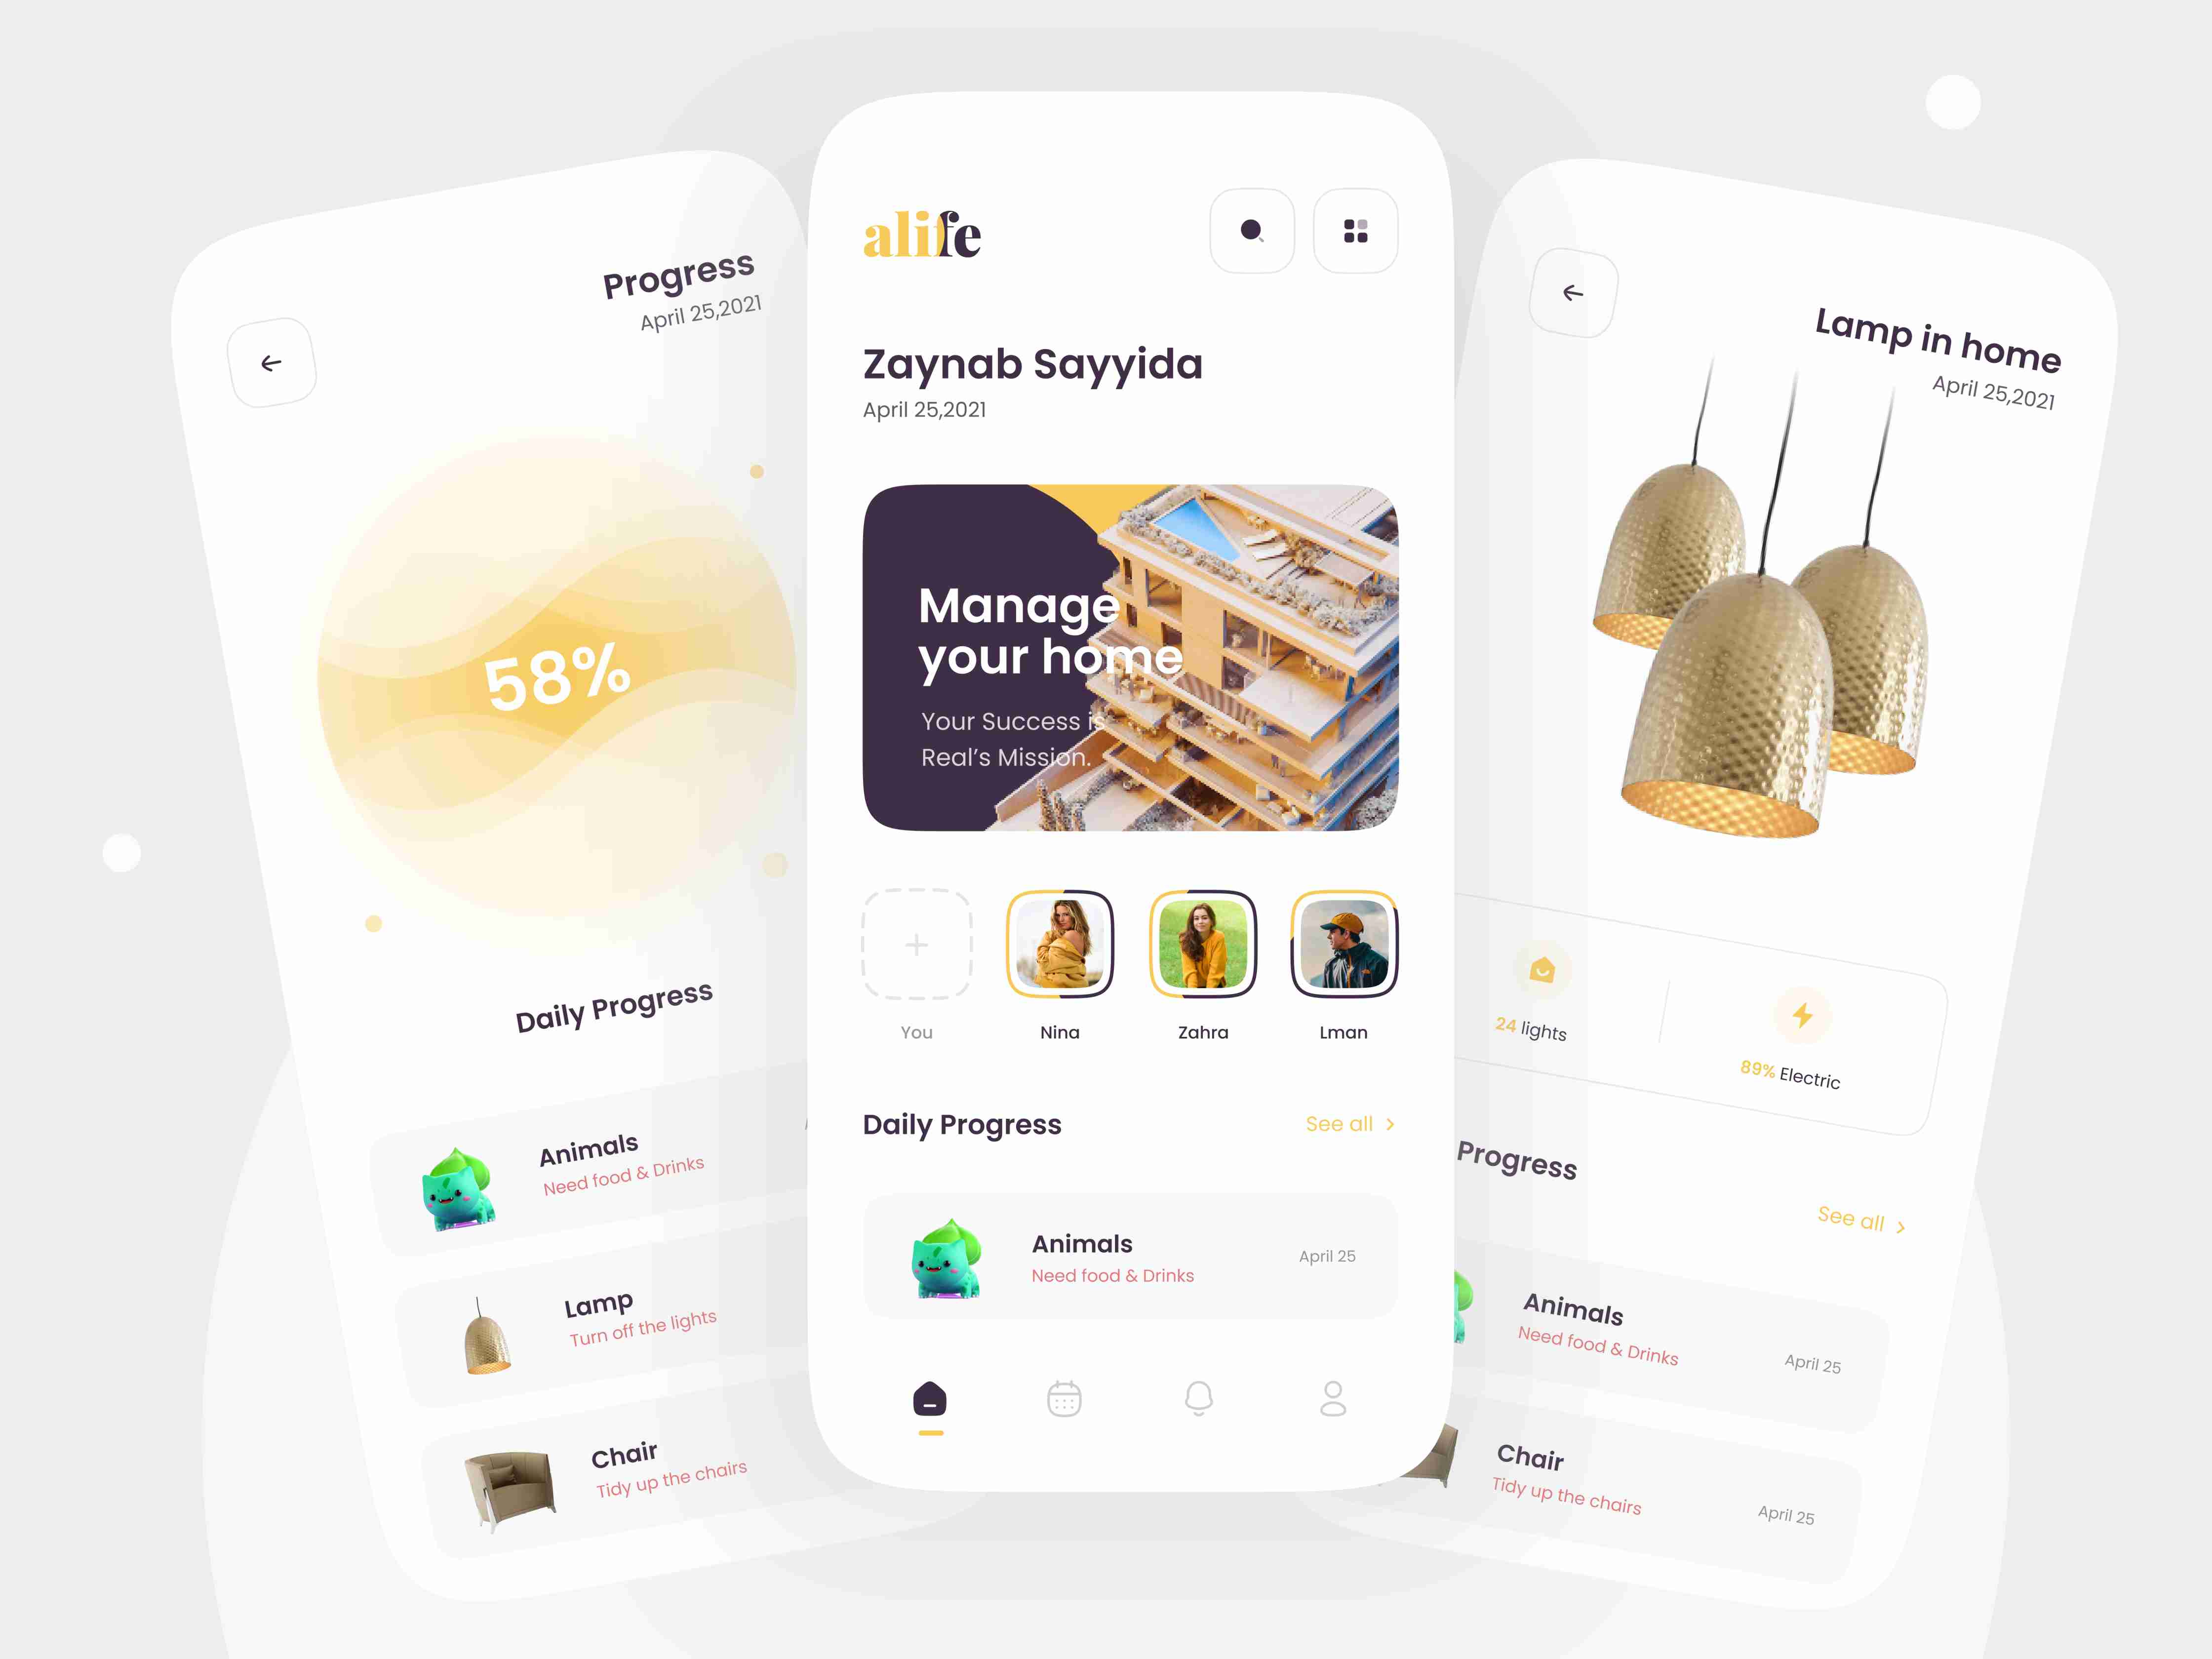 Progress
April 25,2021
58%
Daily Progress
Animals
Need food & Drinks
Lamp
Turn off the lights
Chair
Tidy up the chairs
alife
Zaynab Sayyida
April 25,2021
Manage
your home
Your Success is
Real's Mission.
You
Nina
Zahra
Lman
Daily Progress
See all
Animals
Need food & Drinks
April 25
Lamp in home
April 25,2021
24 lights
89% Electric
Progress
See all
Animals
Need food & Drinks
April 25
Chair
Tidy up the chairs
April 25